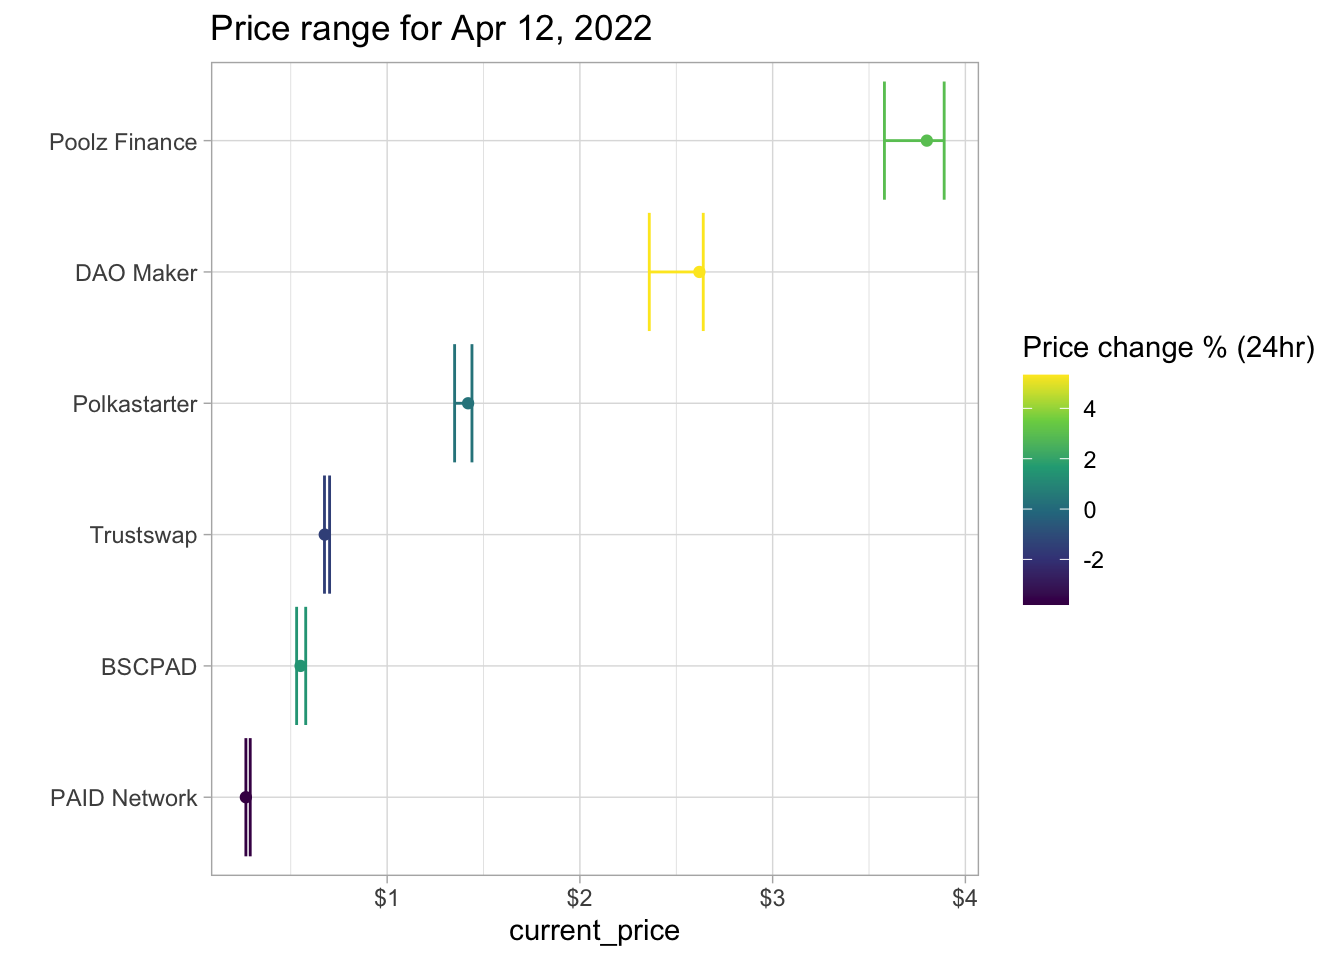 Price range for Apr 12, 2022
Poolz Finance
DAO Maker
Polkastarter
Trustswap
BSCPAD
PAID Network
$1
$2
$3
$4
current_price
Price change % (24hr)
4
2
0
-2